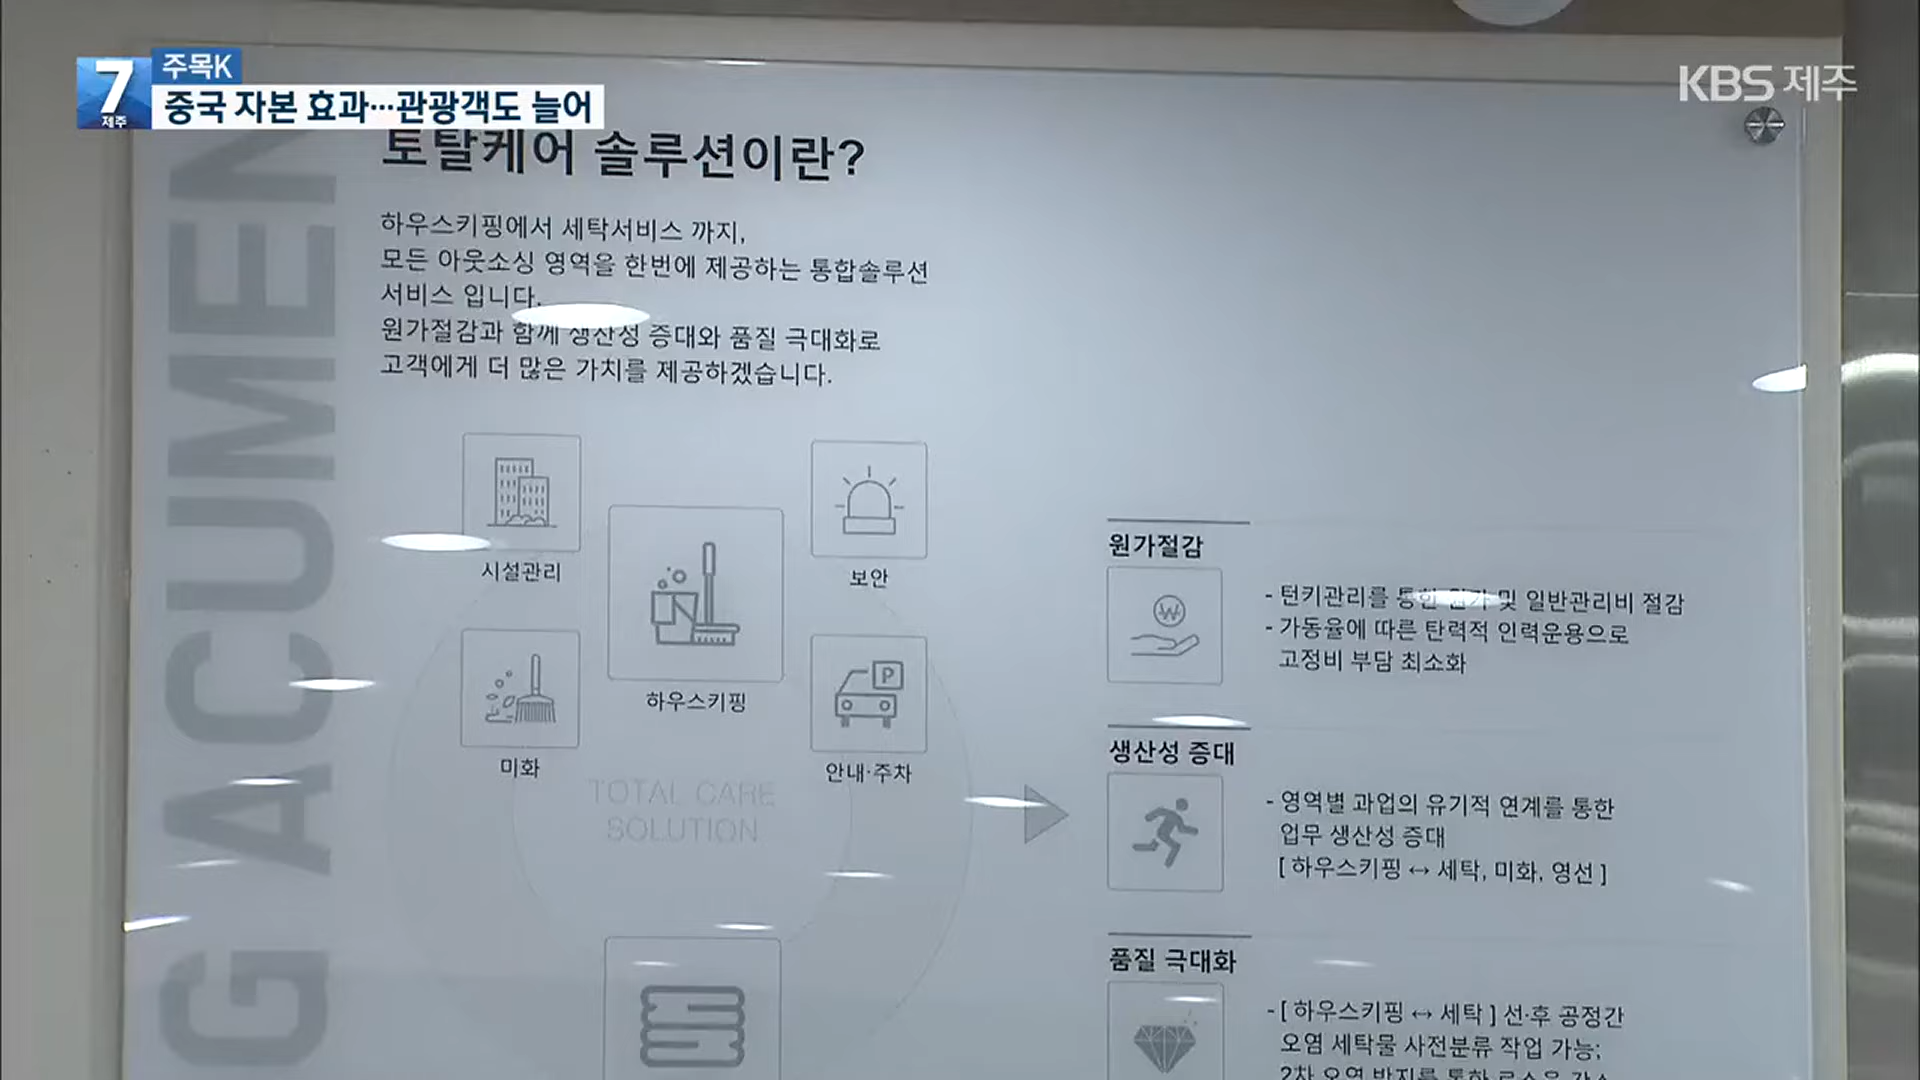 7 제주
주목K
중국 자본 효과…관광객도 늘어
KBS 제주
토탈케어 솔루션이란?
하우스키핑에서 세탁서비스 까지,
모든 아웃소싱 영역을 한번에 제공하는 통합솔루션
서비스 입니다.
원가절감과 함께 생산성 증대와 품질 극대화로
고객에게 더 많은 가치를 제공하겠습니다.
G ACUMEN
시설관리
보안
하우스키핑
미화
안내·주차
TOTAL CARE
SOLUTION
P
원가절감
₩
- 턴키관리를 통한 및 일반관리비 절감
- 가동율에 따른 탄력적 인력운용으로
고정비 부담 최소화
생산성 증대
- 영역별 과업의 유기적 연계를 통한
업무 생산성 증대
[ 하우스키핑 ↔ 세탁, 미화, 영선 ]
품질 극대화
- [ 하우스키핑 ↔ 세탁 ] 선·후 공정간
오염 세탁물 사전분류 작업 가능;
2차 오염